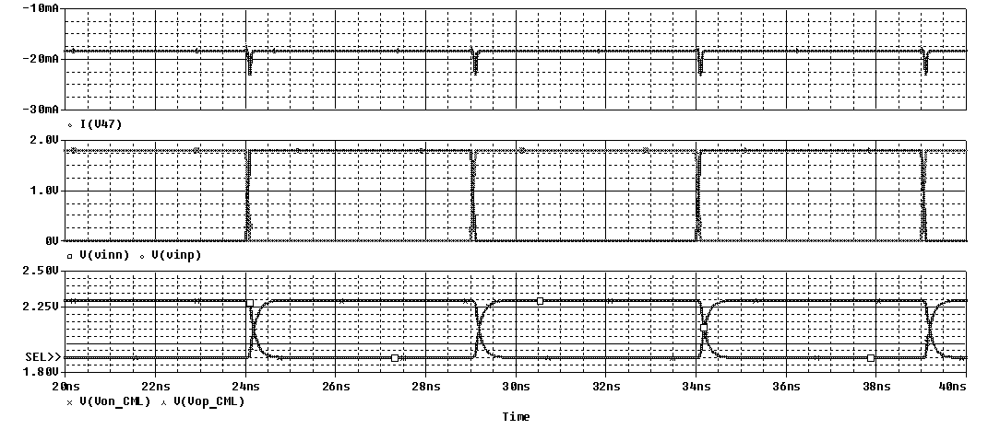 -10mA
-20mA
-30mA
I(V47)
2.0V
1.0V
0V
V(vinn) V(vinp)
2.50V
2.25V
SEL>>
1.80V
20ns 22ns 24ns 26ns 28ns 30ns 32ns 34ns 36ns 38ns 40ns
V(Von_CML) V(Vop_CML)
Time